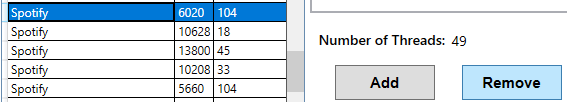 Spotify 6020 104
Spotify 10628 18
Spotify 13800 45
Spotify 10208 33
Spotify 5660 104
Number of Threads: 49
Add Remove